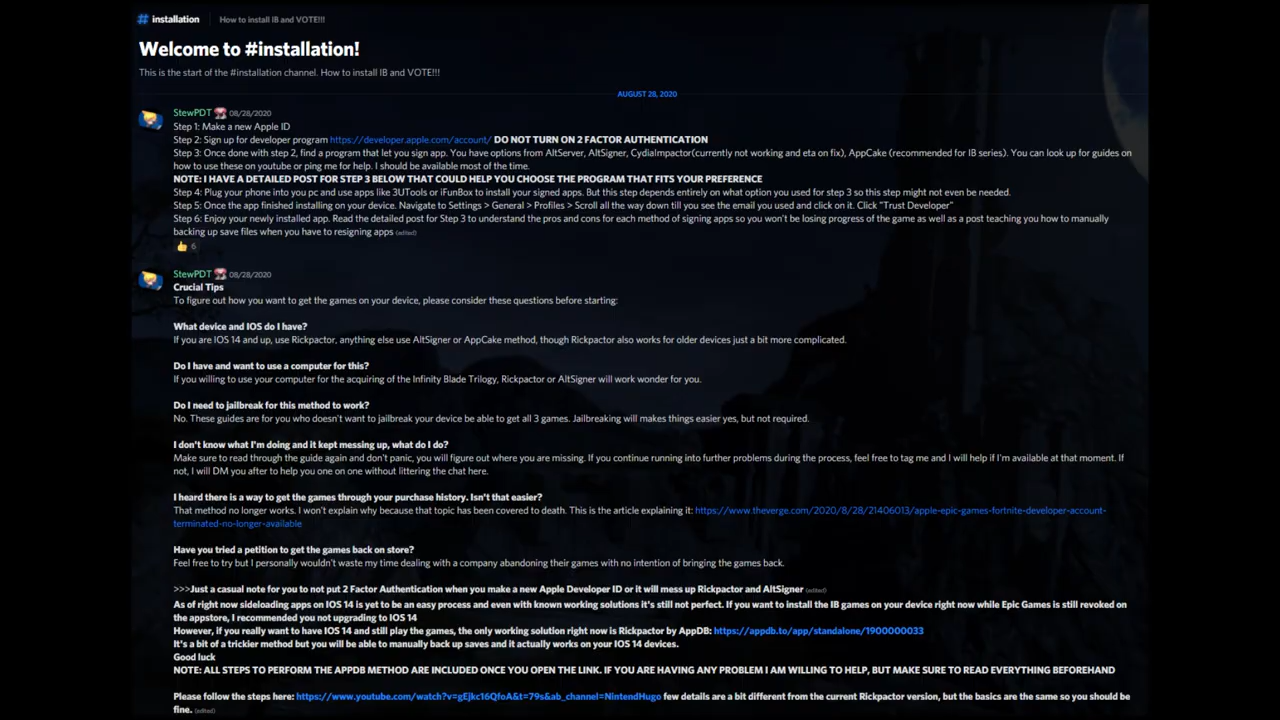 # installation How to install IB and VOTE!!!
Welcome to #installation!
This is the start of the #installation channel. How to install IB and VOTE!!!
AUGUST 28, 2020
StewPDT 08/28/2020
Step 1: Make a new Apple ID
Step 2: Sign up for developer program https://developer.apple.com/account/ DO NOT TURN ON 2 FACTOR AUTHENTICATION
Step 3: Once done with step 2, find a program that let you sign app. You have options from AltServer, AltSigner, CydiaImpactor(currently not working and eta on fix), AppCake (recommended for IB series). You can look up for guides on
how to use these on youtube or ping me for help. I should be available most of the time.
NOTE: I HAVE A DETAILED POST FOR STEP 3 BELOW THAT COULD HELP YOU CHOOSE THE PROGRAM THAT FITS YOUR PREFERENCE
Step 4: Plug your phone into you pc and use apps like 3UTools or iFunBox to install your signed apps. But this step depends entirely on what option you used for step 3 so this step might not even be needed.
Step 5: Once the app finished installing on your device. Navigate to Settings > General > Profiles > Scroll all the way down till you see the email you used and click on it. Click "Trust Developer"
Step 6: Enjoy your newly installed app. Read the detailed post for Step 3 to understand the pros and cons for each method of signing apps so you won't be losing progress of the game as well as a post teaching you how to manually
backing up save files when you have to resigning apps (edited)
6
StewPDT 08/28/2020
Crucial Tips
To figure out how you want to get the games on your device, please consider these questions before starting:
What device and IOS do I have?
If you are IOS 14 and up, use Rickpactor, anything else use AltSigner or AppCake method, though Rickpactor also works for older devices just a bit more complicated.
Do I have and want to use a computer for this?
If you willing to use your computer for the acquiring of the Infinity Blade Trilogy, Rickpactor or AltSigner will work wonder for you.
Do I need to jailbreak for this method to work?
No. These guides are for you who doesn't want to jailbreak your device be able to get all 3 games. Jailbreaking will makes things easier yes, but not required.
I don't know what I'm doing and it kept messing up, what do I do?
Make sure to read through the guide again and don't panic, you will figure out where you are missing. If you continue running into further problems during the process, feel free to tag me and I will help if I'm available at that moment. If
not, I will DM you after to help you one on one without littering the chat here.
I heard there is a way to get the games through your purchase history. Isn't that easier?
That method no longer works. I won't explain why because that topic has been covered to death. This is the article explaining it: https://www.theverge.com/2020/8/28/21406013/apple-epic-games-fortnite-developer-account-
terminated-no-longer-available
Have you tried a petition to get the games back on store?
Feel free to try but I personally wouldn't waste my time dealing with a company abandoning their games with no intention of bringing the games back.
>>>Just a casual note for you to not put 2 Factor Authentication when you make a new Apple Developer ID or it will mess up Rickpactor and AltSigner (edited)
As of right now sideloading apps on IOS 14 is yet to be an easy process and even with known working solutions it's still not perfect. If you want to install the IB games on your device right now while Epic Games is still revoked on
the appstore, I recommended you not upgrading to IOS 14
However, if you really want to have IOS 14 and still play the games, the only working solution right now is Rickpactor by AppDB: https://appdb.to/app/standalone/1900000033
It's a bit of a trickier method but you will be able to manually back up saves and it actually works on your IOS 14 devices.
Good luck
NOTE: ALL STEPS TO PERFORM THE APPDB METHOD ARE INCLUDED ONCE YOU OPEN THE LINK. IF YOU ARE HAVING ANY PROBLEM I AM WILLING TO HELP, BUT MAKE SURE TO READ EVERYTHING BEFOREHAND
Please follow the steps here: https://www.youtube.com/watch?v=gEjkc16QfoA&t=79s&ab_channel=NintendHugo few details are a bit different from the current Rickpactor version, but the basics are the same so you should be
fine. (edited)